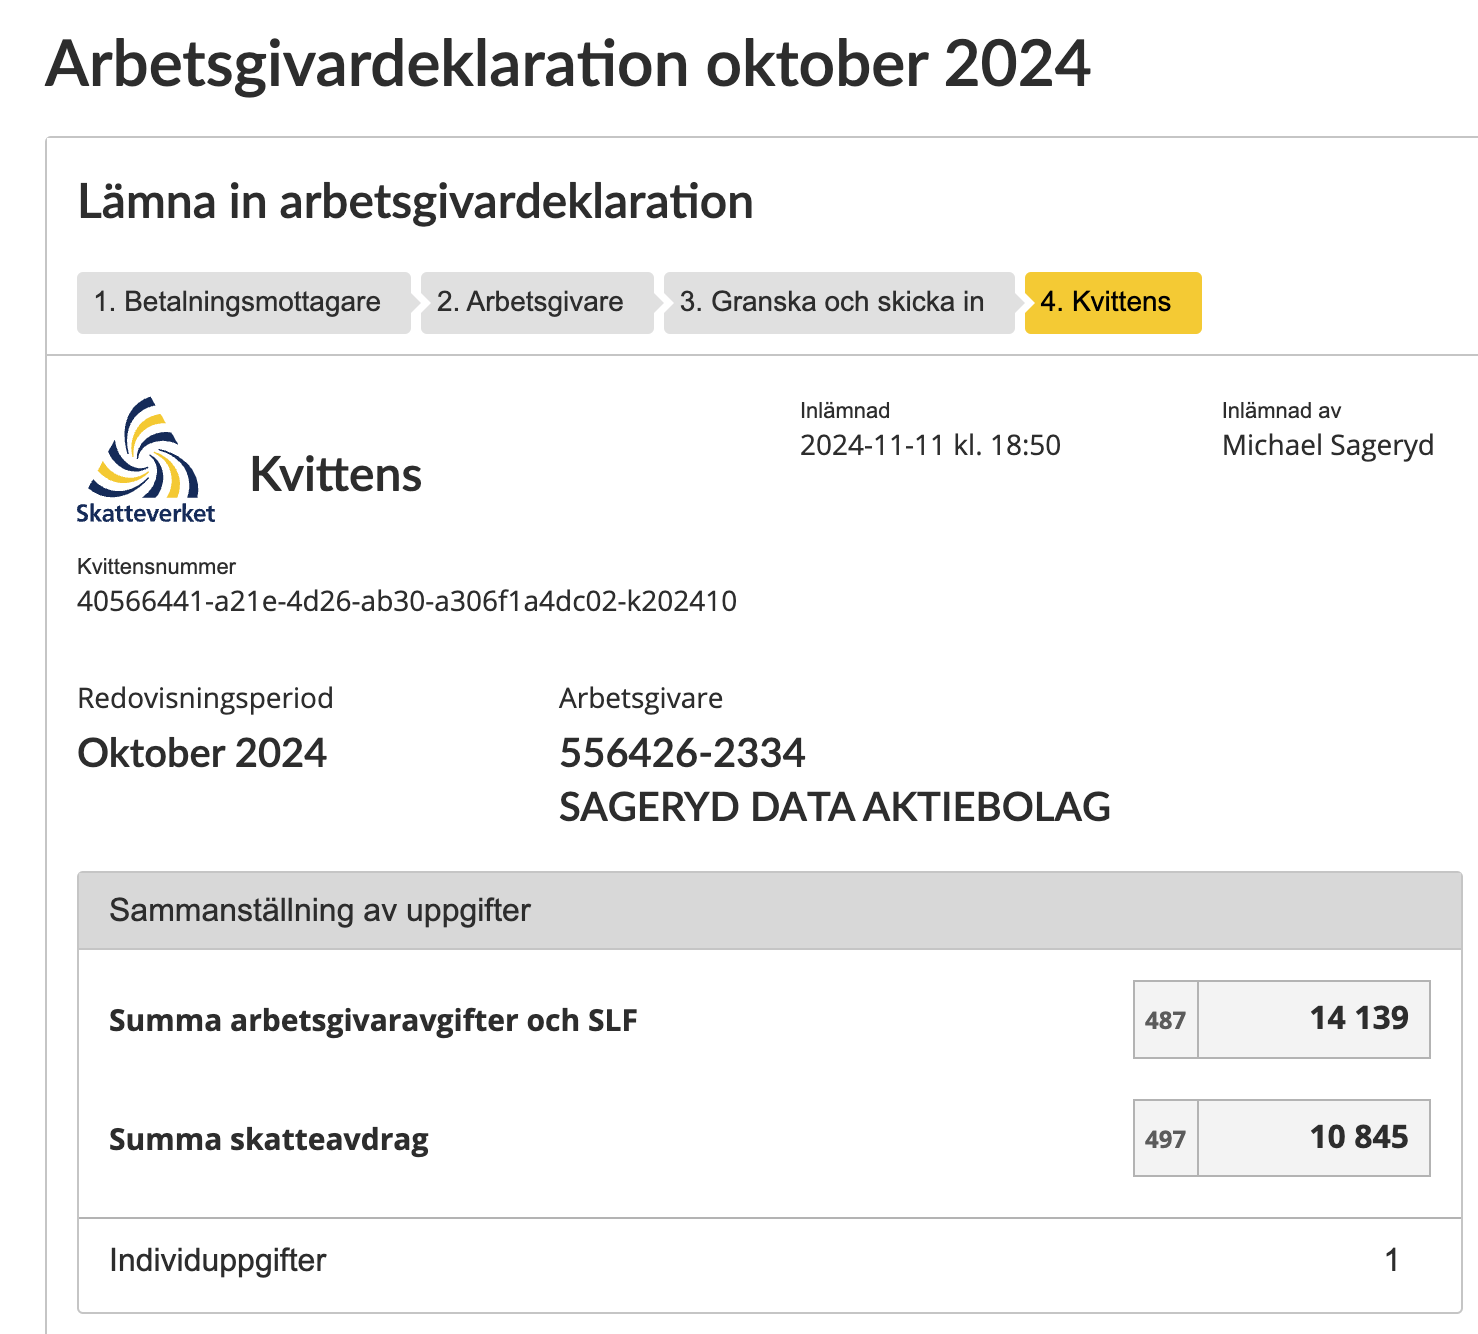 Arbetsgivardeklaration oktober 2024
Lämna in arbetsgivardeklaration
1. Betalningsmottagare
2. Arbetsgivare
3. Granska och skicka in
4. Kvittens
Skatteverket
Kvittens
Inlämnad
2024-11-11 kl. 18:50
Inlämnad av
Michael Sageryd
Kvittensnummer
40566441-a21e-4d26-ab30-a306f1a4dc02-k202410
Redovisningsperiod
Oktober 2024
Arbetsgivare
556426-2334
SAGERYD DATA AKTIEBOLAG
Sammanställning av uppgifter
Summa arbetsgivaravgifter och SLF 487 14 139
Summa skatteavdrag 497 10 845
Individuppgifter 1